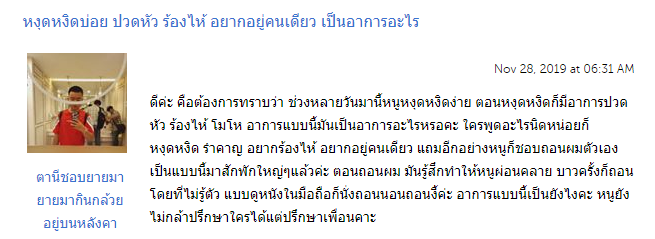 หงุดหงิดบ่อย ปวดหัว ร้องไห้ อยากอยู่คนเดียว เป็นอาการอะไร
Nov 28, 2019 at 06:31 AM
ดีค่ะ คือต้องการทราบว่า ช่วงหลายวันมานี้หนูหงุดหงิดง่าย ตอนหงุดหงิดก็มีอาการปวด
หัว ร้องไห้ โมโห อาการแบบนี้มันเป็นอาการอะไรหรอคะ ใครพูดอะไรนิดหน่อยก็
หงุดหงิด รำคาญ อยากร้องไห้ อยากอยู่คนเดียว แถมอีกอย่างหนูก็ชอบถอนผมตัวเอง
เป็นแบบนี้มาสักพักใหญ่ๆแล้วค่ะ ตอนถอนผม มันรู้สึกทำให้หนูผ่อนคลาย บาวครั้งก็ถอน
โดยที่ไม่รู้ตัว แบบดูหนังในมือถือก็นั่งถอนนอนถอนงี้ค่ะ อาการแบบนี้เป็นยังไงคะ หนูยัง
ไม่กล้าปรึกษาใครได้แต่ปรึกษาเพื่อนคาะ
ตานีชอบยายมา
ยายมากินกล้วย
อยู่บนหลังคา